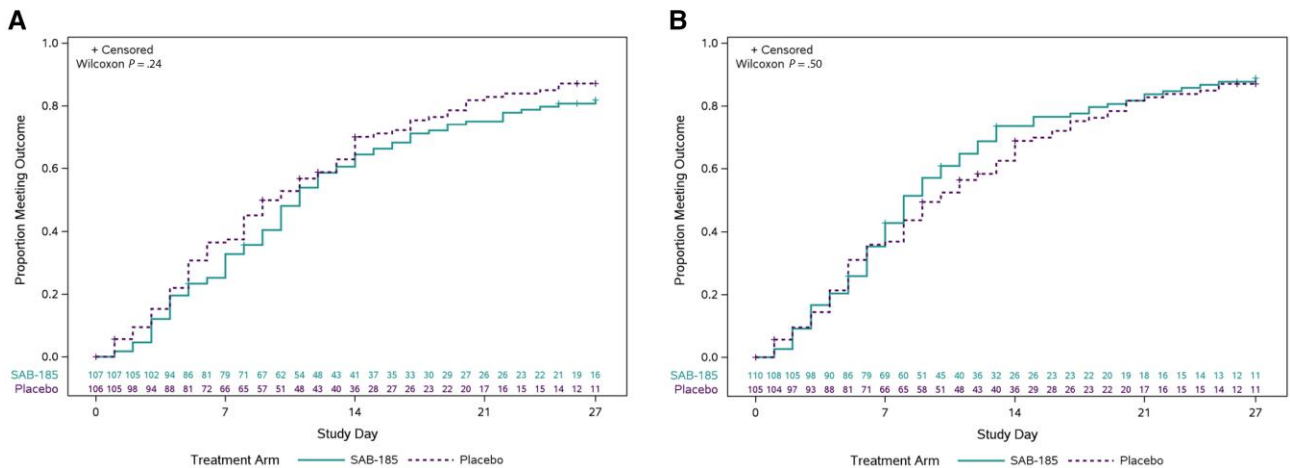 A
+ Censored
Wilcoxon P = .24
1.0
0.8
0.6
0.4
0.2
0.0
Proportion Meeting Outcome
SAB-185 107 107 105 102 94 86 81 79 71 67 62 54 48 43 41 37 35 33 30 29 27 26 26 23 22 21 19 16
Placebo 106 105 98 94 88 81 72 66 65 57 51 48 43 40 36 28 27 26 23 22 20 17 16 15 15 14 12 11
0 7 14 21 27
Study Day
Treatment Arm SAB-185 Placebo
B
+ Censored
Wilcoxon P = .50
1.0
0.8
0.6
0.4
0.2
0.0
Proportion Meeting Outcome
SAB-185 110 108 105 98 90 86 79 69 60 51 45 40 36 32 26 26 23 23 22 20 19 18 16 15 14 13 12 11
Placebo 105 104 97 93 88 81 71 66 65 58 51 48 43 40 36 29 28 26 23 22 20 17 16 15 15 14 12 11
0 7 14 21 27
Study Day
Treatment Arm SAB-185 Placebo